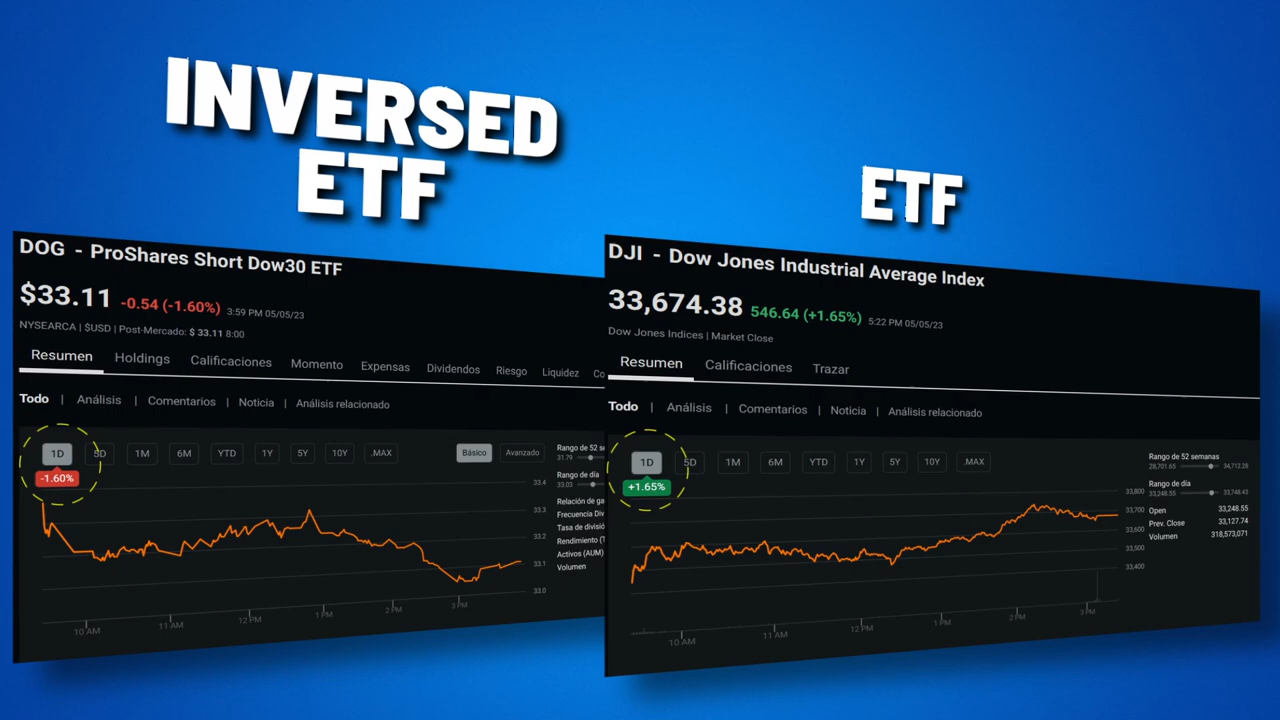 INVERSED
ETF
ETF
DOG - ProShares Short Dow30 ETF
$33.11 -0.54 (-1.60%) 3:59 PM 05/05/23
NYSEARCA | $USD | Post-Mercado: $ 33.11 8:00
Resumen Holdings Calificaciones Momento Expensas Dividendos Riesgo Liquidez Co
Todo | Análisis | Comentarios | Noticia | Análisis relacionado
1D 5D 1M 6M YTD 1Y 5Y 10Y .MAX Básico Avanzado
-1.60%
Rango de 52 s
31.79
Rango de día
33.03
Relación de ga
Frecuencia Div
Tasa de divisió
Rendimiento (T
Activos (AUM)
Volumen
33.4
33.3
33.2
33.1
33.0
10 AM 11 AM 12 PM 1 PM 2 PM 3 PM
DJI - Dow Jones Industrial Average Index
33,674.38 546.64 (+1.65%) 5:22 PM 05/05/23
Dow Jones Indices | Market Close
Resumen Calificaciones Trazar
Todo | Análisis | Comentarios | Noticia | Análisis relacionado
1D 5D 1M 6M YTD 1Y 5Y 10Y .MAX
+1.65%
Rango de 52 semanas
28,701.65 34,712.28
Rango de día
33,248.55 33,748.43
Open 33,248.55
Prev. Close 33,127.74
Volumen 318,573,071
33,800
33,700
33,600
33,500
33,400
10 AM 11 AM 12 PM 1 PM 2 PM 3 PM